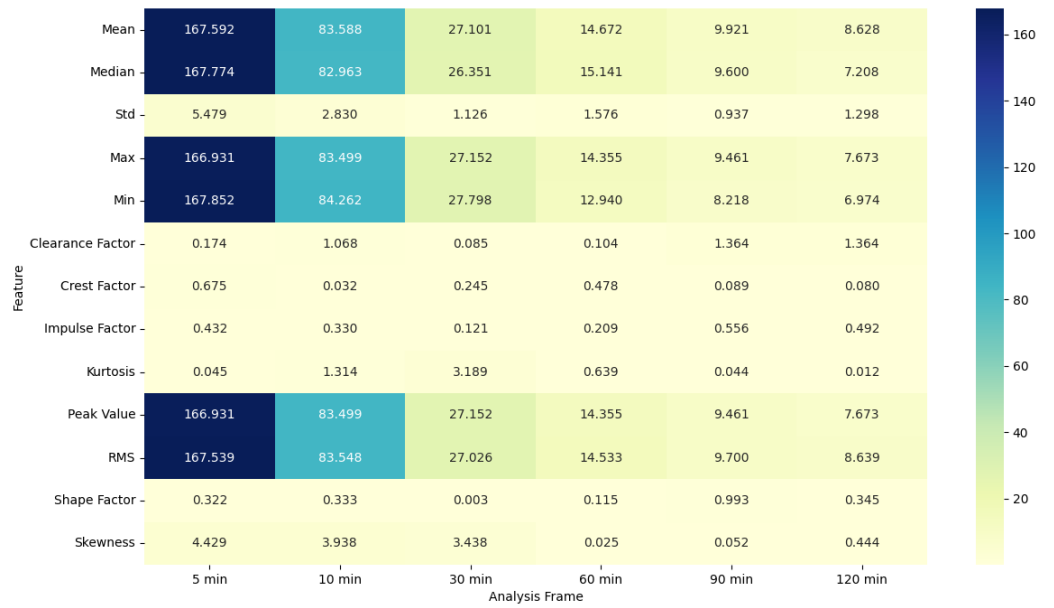 Mean 167.592 83.588 27.101 14.672 9.921 8.628
Median 167.774 82.963 26.351 15.141 9.600 7.208
Std 5.479 2.830 1.126 1.576 0.937 1.298
Max 166.931 83.499 27.152 14.355 9.461 7.673
Min 167.852 84.262 27.798 12.940 8.218 6.974
Clearance Factor 0.174 1.068 0.085 0.104 1.364 1.364
Crest Factor 0.675 0.032 0.245 0.478 0.089 0.080
Impulse Factor 0.432 0.330 0.121 0.209 0.556 0.492
Kurtosis 0.045 1.314 3.189 0.639 0.044 0.012
Peak Value 166.931 83.499 27.152 14.355 9.461 7.673
RMS 167.539 83.548 27.026 14.533 9.700 8.639
Shape Factor 0.322 0.333 0.003 0.115 0.993 0.345
Skewness 4.429 3.938 3.438 0.025 0.052 0.444
5 min 10 min 30 min 60 min 90 min 120 min
Analysis Frame
Feature
160
140
120
100
80
60
40
20